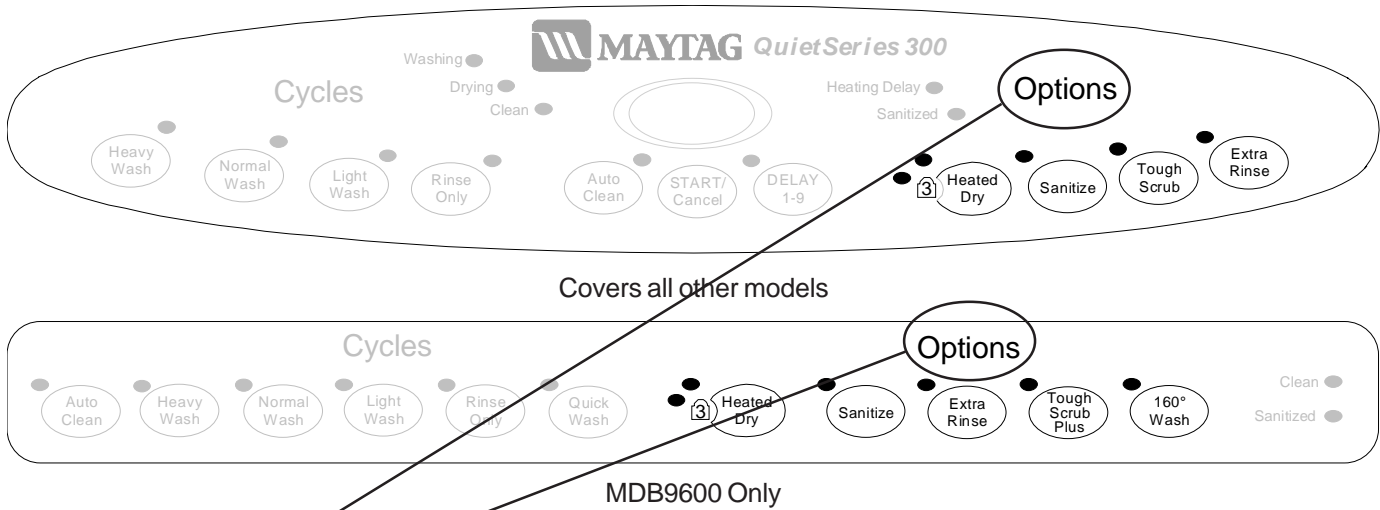 MAYTAG QuietSeries 300
Washing
Drying
Clean
Cycles
Heating Delay
Sanitized
Options
Heavy
Wash
Normal
Wash
Light
Wash
Rinse
Only
Auto
Clean
START/
Cancel
DELAY
1-9
3
Heated
Dry
Sanitize
Tough
Scrub
Extra
Rinse
Covers all other models
Cycles
Options
Auto
Clean
Heavy
Wash
Normal
Wash
Light
Wash
Rinse
Only
Quick
Wash
3
Heated
Dry
Sanitize
Extra
Rinse
Tough
Scrub
Plus
160°
Wash
Clean
Sanitized
MDB9600 Only